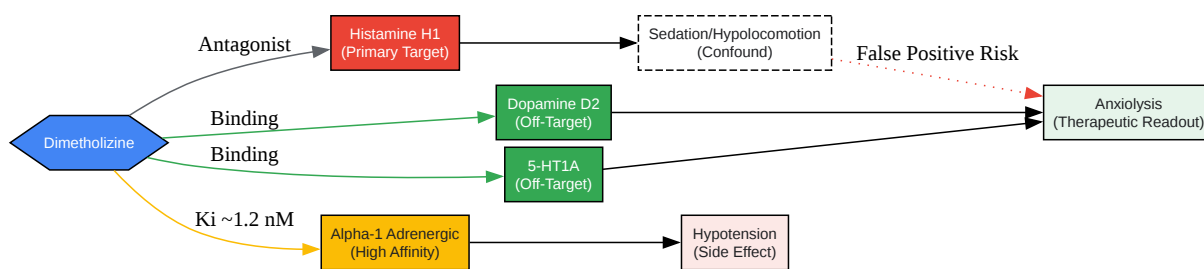 Antagonist
Histamine H1
(Primary Target)
Sedation/Hypolocomotion
(Confound)
False Positive Risk
Dimetholizine
Binding
Dopamine D2
(Off-Target)
Anxiolysis
(Therapeutic Readout)
Binding
5-HT1A
(Off-Target)
Ki ~1.2 nM
Alpha-1 Adrenergic
(High Affinity)
Hypotension
(Side Effect)